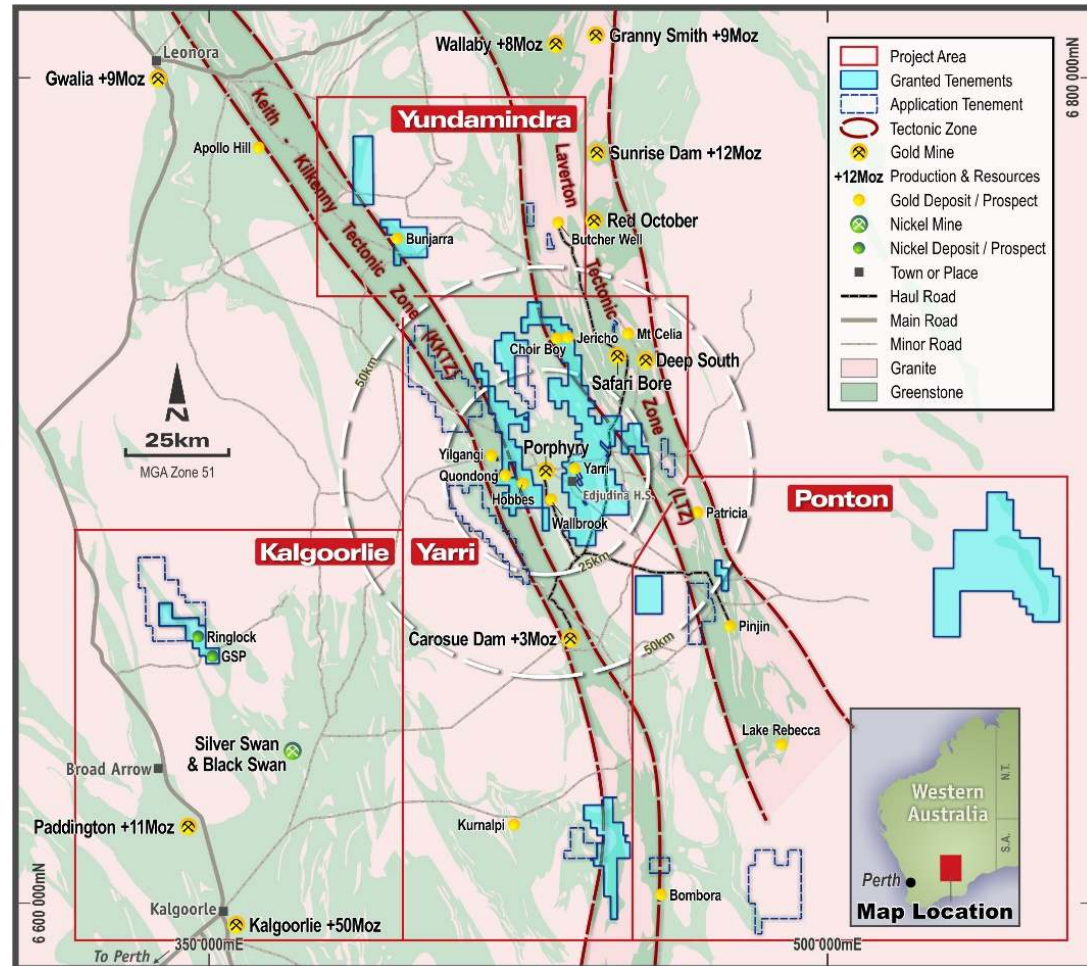 Leonora
Gwalia +9Moz
Wallaby +8Moz
Granny Smith +9Moz
Project Area
Granted Tenements
Application Tenement
Tectonic Zone
Gold Mine
+12Moz Production & Resources
Gold Deposit / Prospect
Nickel Mine
Nickel Deposit / Prospect
Town or Place
Haul Road
Main Road
Minor Road
Granite
Greenstone
6 800 000mN
Yundamindra
Keith - Kilkenny Tectonic Zone (KKTZ)
Laverton Tectonic Zone (LTZ)
Apollo Hill
Sunrise Dam +12Moz
Red October
Butcher Well
Bunjarra
Mt Celia
Jericho
Choir Boy
Deep South
Safari Bore
50km
N
25km
MGA Zone 51
Porphyry
Yilgangi
Yarri
Quondong
Edjudina H.S.
Hobbes
Wallbrook
Patricia
Ponton
Kalgoorlie
Yarri
25km
Ringlock
GSP
Carosue Dam +3Moz
50km
Pinjin
Lake Rebecca
Silver Swan
& Black Swan
Broad Arrow
Paddington +11Moz
Kurnalpi
Bombora
Kalgoorle
Kalgoorlie +50Moz
To Perth
6 600 000mN
350 000mE
500 000mE
Western
Australia
N.T.
S.A.
Perth
Map Location